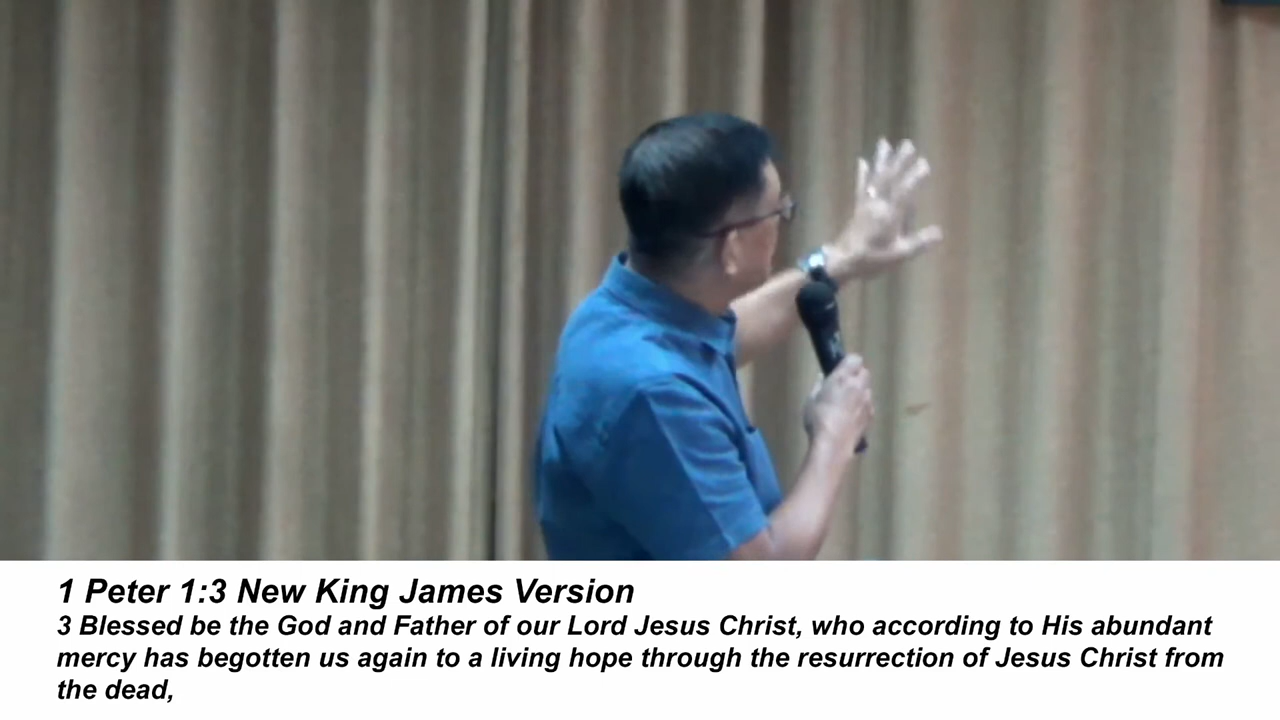 1 Peter 1:3 New King James Version
3 Blessed be the God and Father of our Lord Jesus Christ, who according to His abundant
mercy has begotten us again to a living hope through the resurrection of Jesus Christ from
the dead,